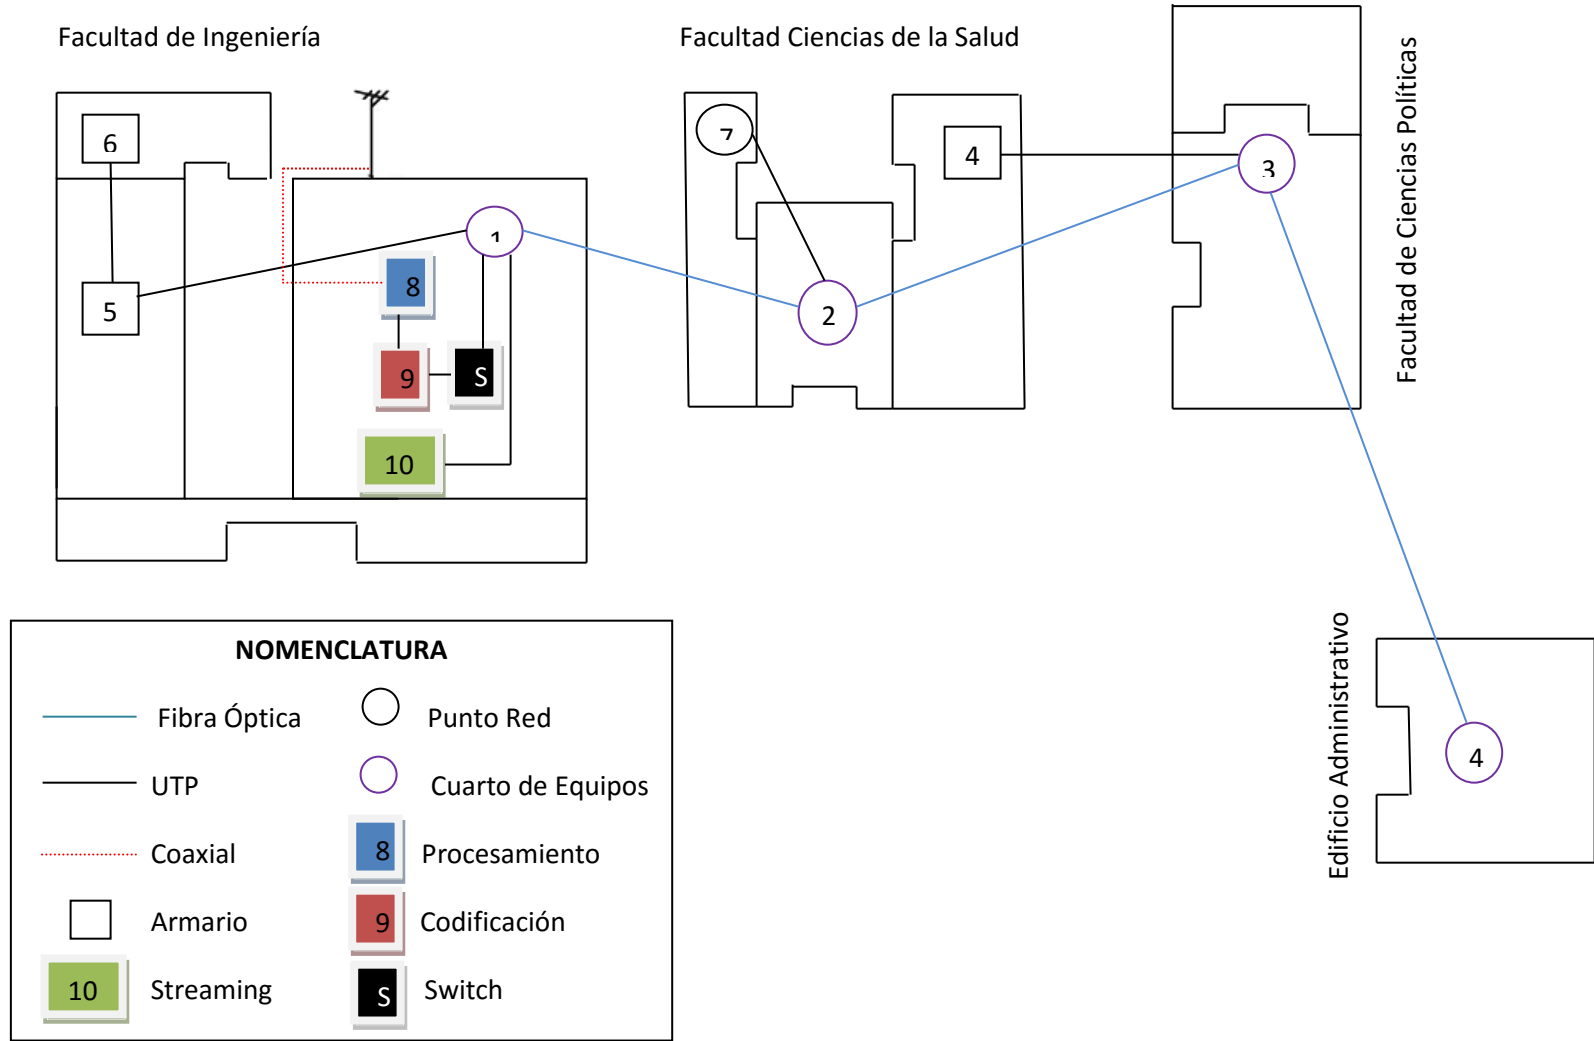 Facultad de Ingeniería
Facultad Ciencias de la Salud
Facultad de Ciencias Políticas
6
7
4
3
1
5
8
2
9
S
10
Edificio Administrativo
4
NOMENCLATURA
Fibra Óptica
Punto Red
UTP
Cuarto de Equipos
Coaxial
8
Procesamiento
Armario
9
Codificación
10
Streaming
S
Switch